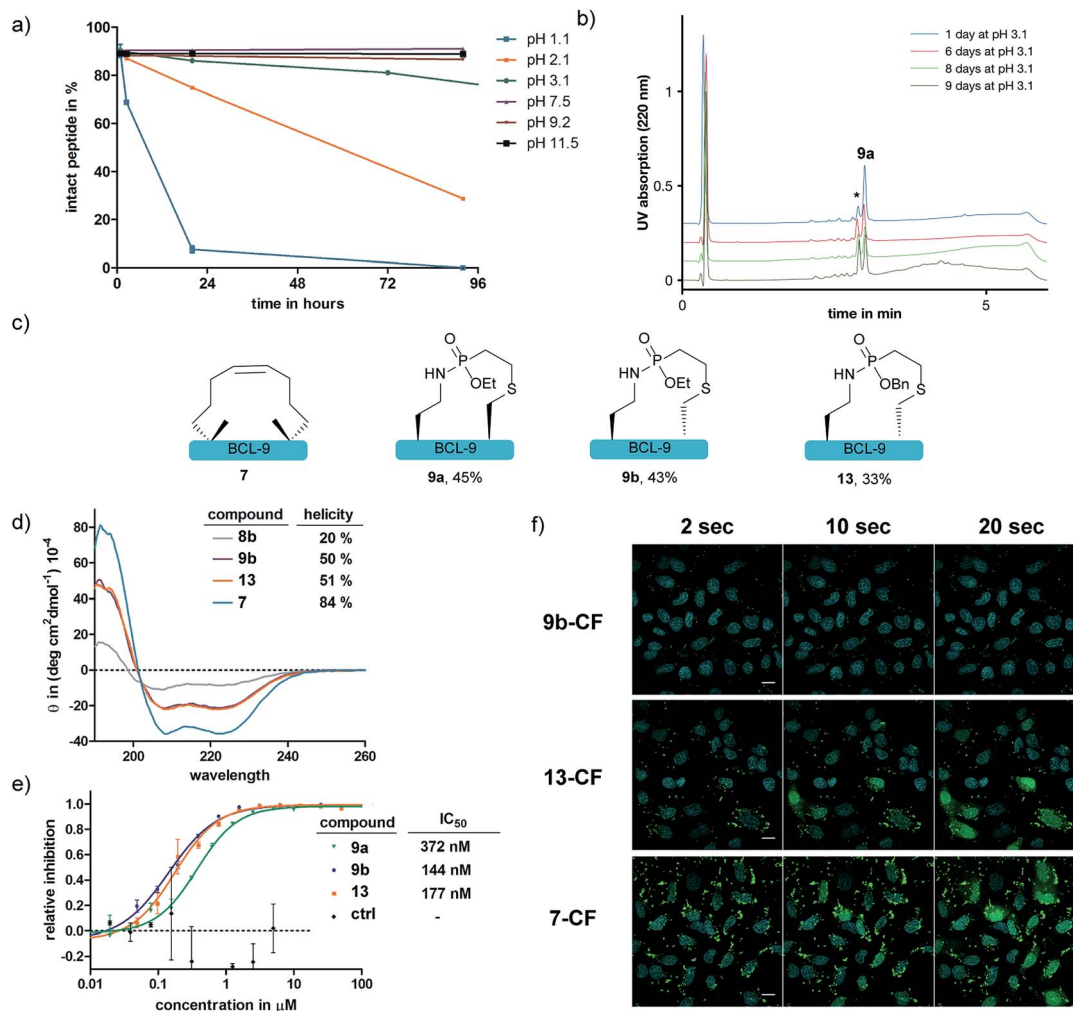 a)
100
80
60
40
20
0
intact peptide in %
0 24 48 72 96
time in hours
pH 1.1
pH 2.1
pH 3.1
pH 7.5
pH 9.2
pH 11.5
b)
UV absorption (220 nm)
1
0.5
0
0 5
time in min
1 day at pH 3.1
6 days at pH 3.1
8 days at pH 3.1
9 days at pH 3.1
9a
*
c)
BCL-9
7
O
HN P
OEt S
BCL-9
9a, 45%
O
HN P
OEt S
BCL-9
9b, 43%
O
HN P
OBn S
BCL-9
13, 33%
d)
θ in (deg cm²dmol⁻¹) 10⁻⁴
80
60
40
20
0
-20
-40
200 220 240 260
wavelength
compound helicity
8b 20 %
9b 50 %
13 51 %
7 84 %
e)
relative inhibition
1.0
0.8
0.6
0.4
0.2
0.0
-0.2
0.01 0.1 1 10 100
concentration in µM
compound IC₅₀
9a 372 nM
9b 144 nM
13 177 nM
ctrl -
f)
2 sec 10 sec 20 sec
9b-CF
13-CF
7-CF